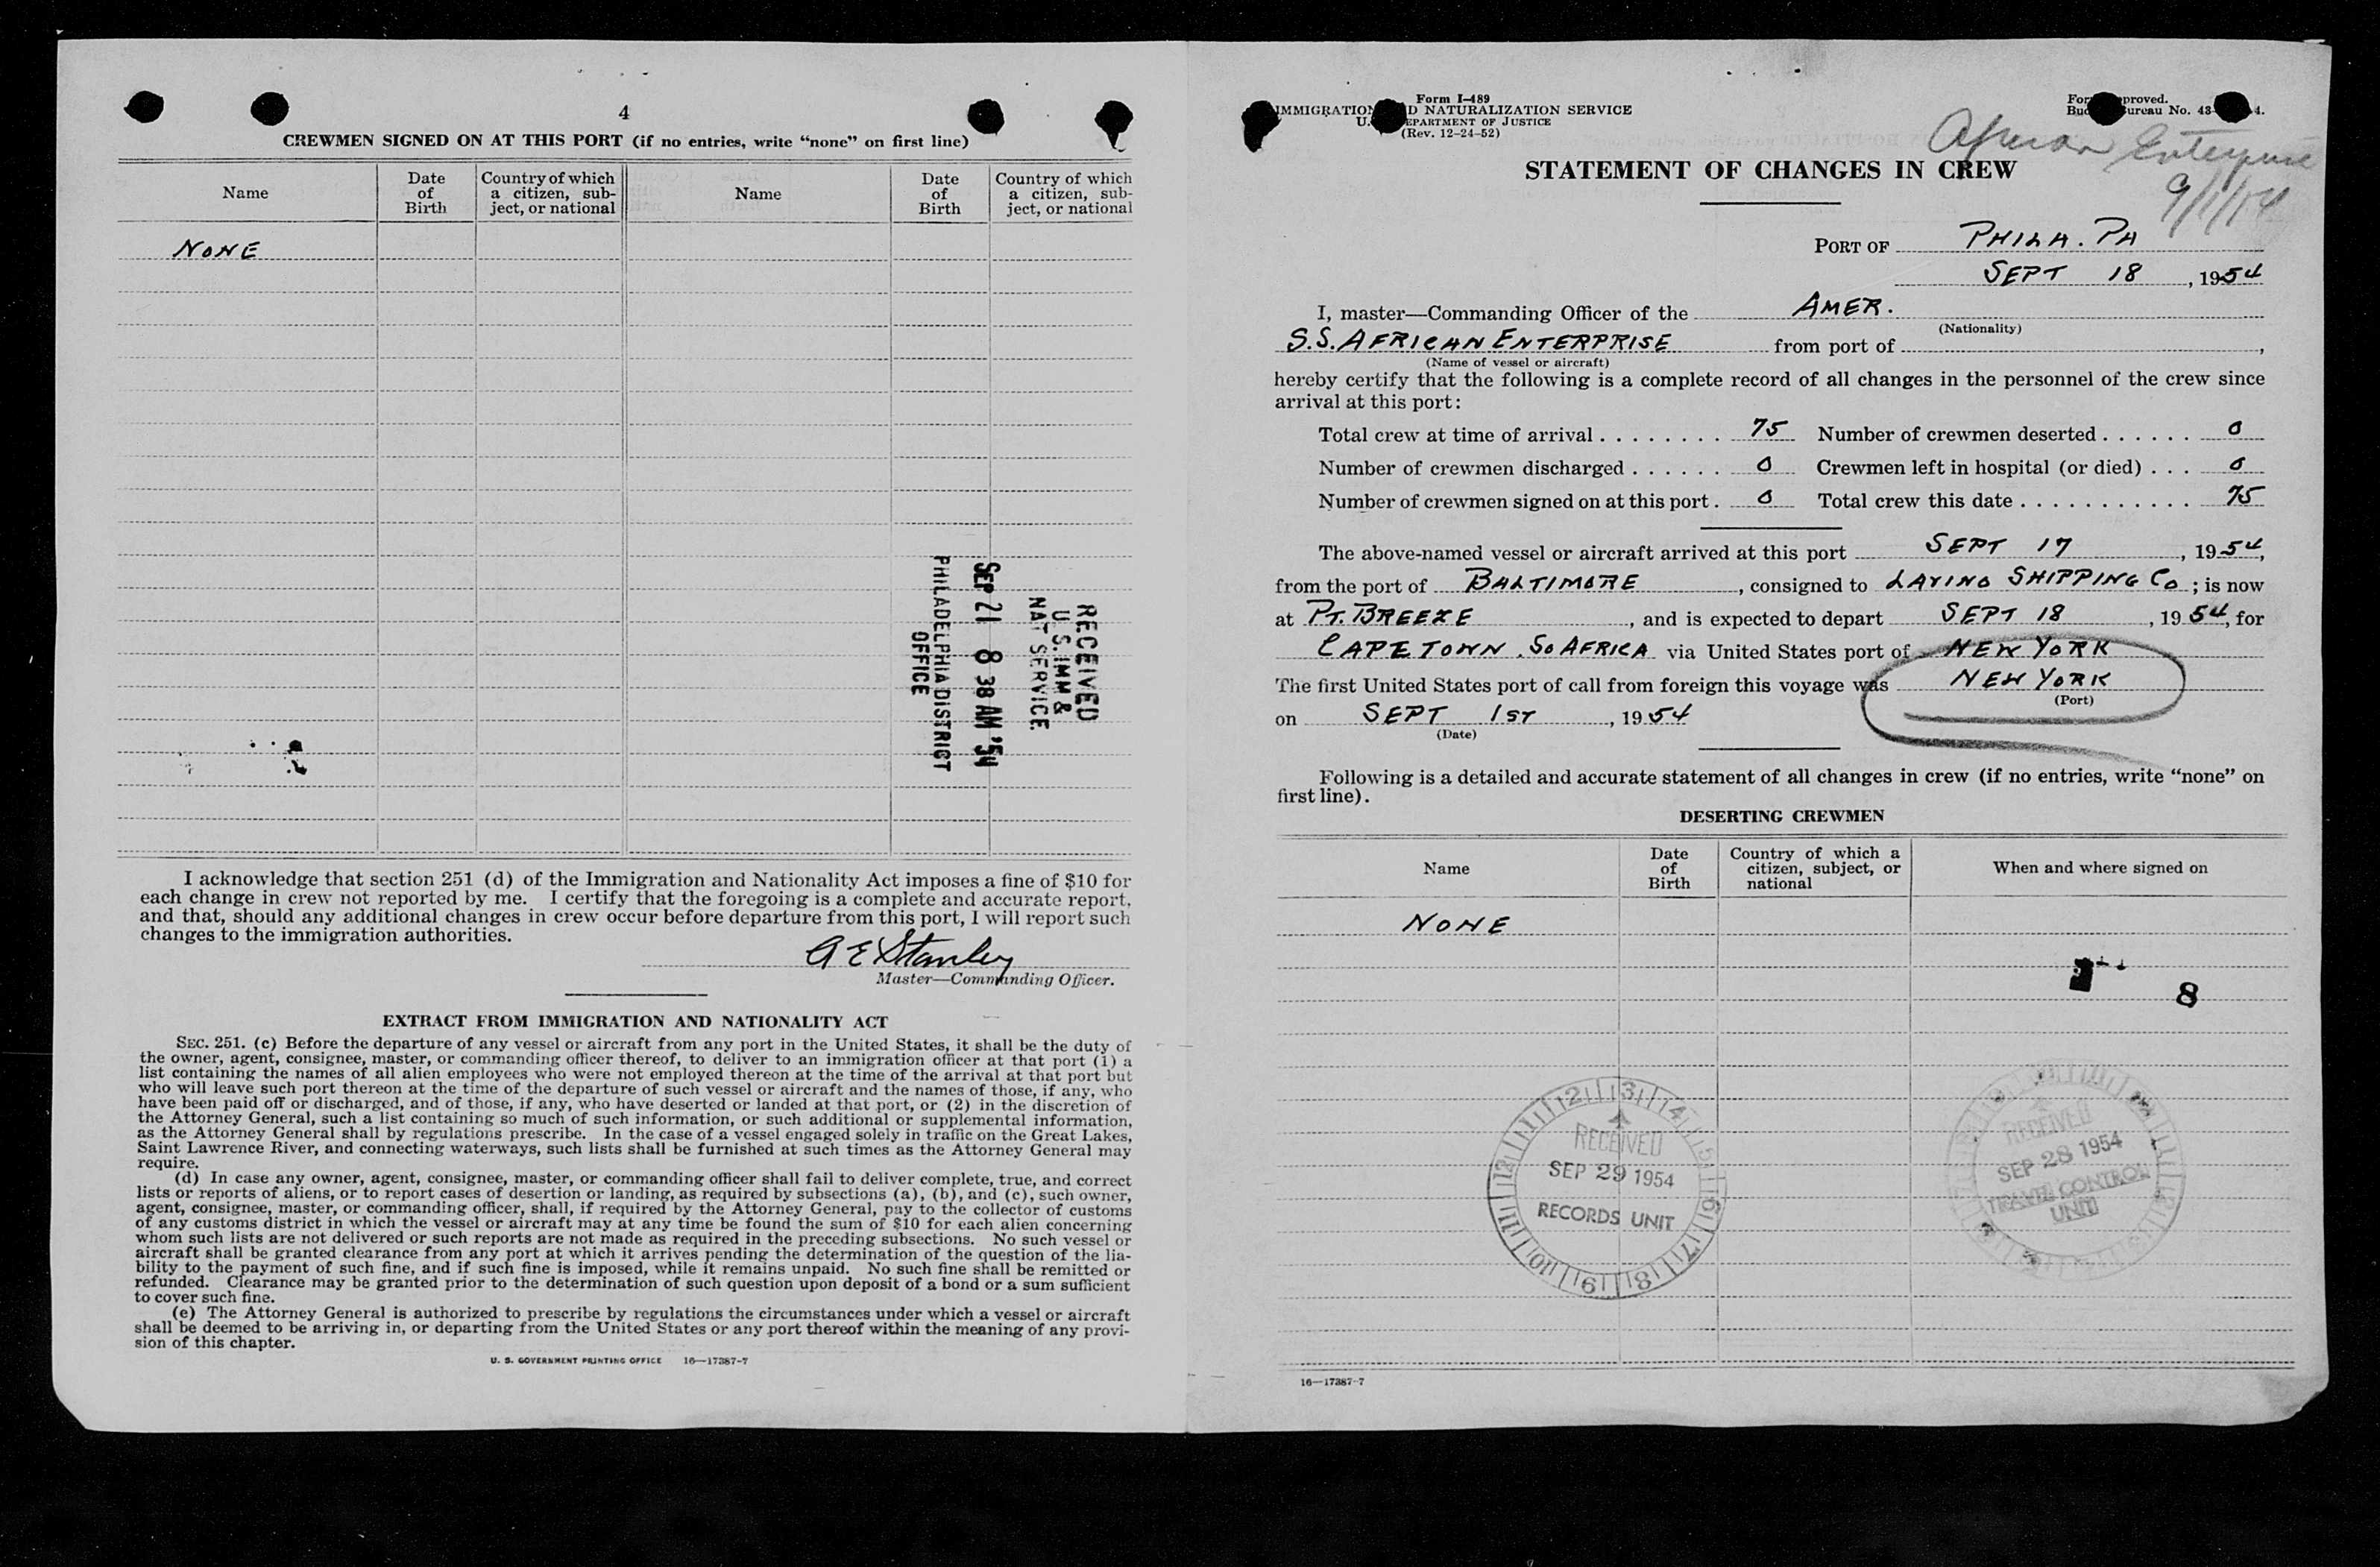 4
CREWMEN SIGNED ON AT THIS PORT (if no entries, write “none” on first line)
Name
Date of Birth
Country of which a citizen, sub-ject, or national
Name
Date of Birth
Country of which a citizen, sub-ject, or national
NONE
RECEIVED
U.S. IMM &
NAT SERVICE.
SEP 21 8 38 AM '54
PHILADELPHIA DISTRICT
OFFICE
I acknowledge that section 251 (d) of the Immigration and Nationality Act imposes a fine of $10 for
each change in crew not reported by me. I certify that the foregoing is a complete and accurate report,
and that, should any additional changes in crew occur before departure from this port, I will report such
changes to the immigration authorities.
A E Stanley
Master—Commanding Officer.
EXTRACT FROM IMMIGRATION AND NATIONALITY ACT
SEC. 251. (c) Before the departure of any vessel or aircraft from any port in the United States, it shall be the duty of
the owner, agent, consignee, master, or commanding officer thereof, to deliver to an immigration officer at that port (1) a
list containing the names of all alien employees who were not employed thereon at the time of the arrival at that port but
who will leave such port thereon at the time of the departure of such vessel or aircraft and the names of those, if any, who
have been paid off or discharged, and of those, if any, who have deserted or landed at that port, or (2) in the discretion of
the Attorney General, such a list containing so much of such information, or such additional or supplemental information,
as the Attorney General shall by regulations prescribe. In the case of a vessel engaged solely in traffic on the Great Lakes,
Saint Lawrence River, and connecting waterways, such lists shall be furnished at such times as the Attorney General may
require.
(d) In case any owner, agent, consignee, master, or commanding officer shall fail to deliver complete, true, and correct
lists or reports of aliens, or to report cases of desertion or landing, as required by subsections (a), (b), and (c), such owner,
agent, consignee, master, or commanding officer, shall, if required by the Attorney General, pay to the collector of customs
of any customs district in which the vessel or aircraft may at any time be found the sum of $10 for each alien concerning
whom such lists are not delivered or such reports are not made as required in the preceding subsections. No such vessel or
aircraft shall be granted clearance from any port at which it arrives pending the determination of the question of the lia-
bility to the payment of such fine, and if such fine is imposed, while it remains unpaid. No such fine shall be remitted or
refunded. Clearance may be granted prior to the determination of such question upon deposit of a bond or a sum sufficient
to cover such fine.
(e) The Attorney General is authorized to prescribe by regulations the circumstances under which a vessel or aircraft
shall be deemed to be arriving in, or departing from the United States or any port thereof within the meaning of any provi-
sion of this chapter.
U. S. GOVERNMENT PRINTING OFFICE 16—17387-7
Form I-489
IMMIGRATION D NATURALIZATION SERVICE
U. EPARTMENT OF JUSTICE
(Rev. 12-24-52)
For proved.
Bu ureau No. 43- 4.
African Enterprise
9/1/54
STATEMENT OF CHANGES IN CREW
PORT OF PHILA. PA
SEPT 18, 1954
I, master—Commanding Officer of the AMER.
(Nationality)
S.S. AFRICAN ENTERPRISE from port of ,
(Name of vessel or aircraft)
hereby certify that the following is a complete record of all changes in the personnel of the crew since
arrival at this port:
Total crew at time of arrival . . . . . . . . 75 Number of crewmen deserted . . . . . . 0
Number of crewmen discharged . . . . . . 0 Crewmen left in hospital (or died) . . . 0
Number of crewmen signed on at this port . 0 Total crew this date . . . . . . . . . . . 75
The above-named vessel or aircraft arrived at this port SEPT 17, 1954,
from the port of BALTIMORE, consigned to LAVINO SHIPPING CO; is now
at PT. BREEZE, and is expected to depart SEPT 18, 1954, for
CAPETOWN. SO AFRICA via United States port of NEW YORK
The first United States port of call from foreign this voyage was NEW YORK
(Port)
on SEPT 1ST, 1954
(Date)
Following is a detailed and accurate statement of all changes in crew (if no entries, write “none” on
first line).
DESERTING CREWMEN
Name
Date of Birth
Country of which a citizen, subject, or national
When and where signed on
NONE
8
RECEIVED
SEP 29 1954
RECORDS UNIT
RECEIVED
SEP 28 1954
TRAVEL CONTROL
UNIT
16—17387-7